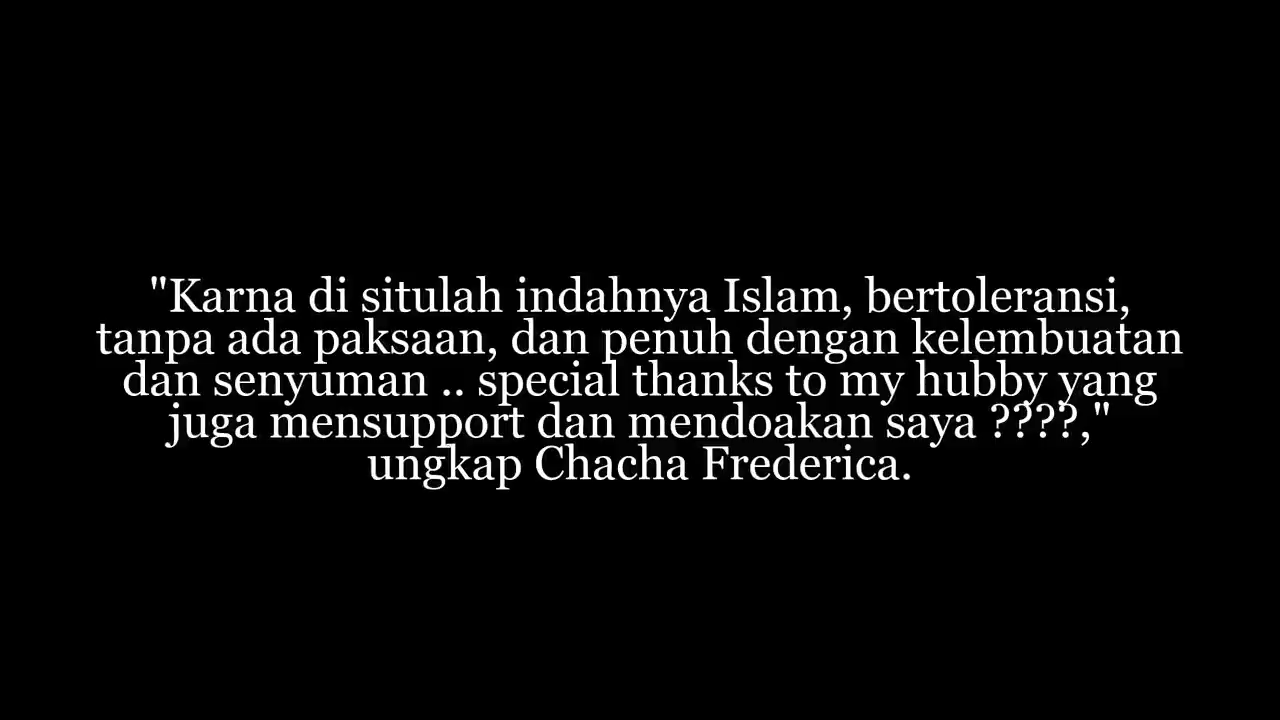 "Karna di situlah indahnya Islam, bertoleransi,
tanpa ada paksaan, dan penuh dengan kelembuatan
dan senyuman .. special thanks to my hubby yang
juga mensupport dan mendoakan saya ????,"
ungkap Chacha Frederica.